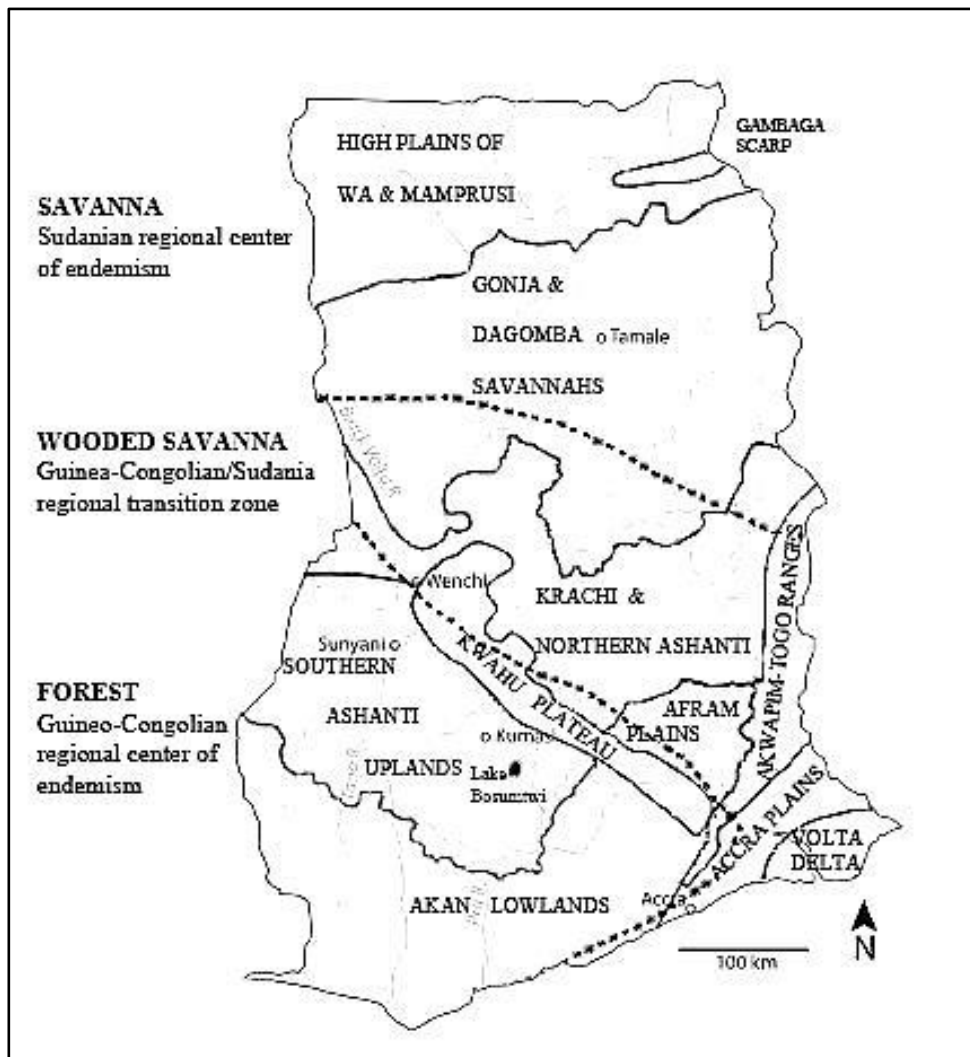 HIGH PLAINS OF
WA & MAMPRUSI
GAMBAGA
SCARP
SAVANNA
Sudanian regional center
of endemism
GONJA &
DAGOMBA
o Tamale
SAVANNAHS
WOODED SAVANNA
Guinea-Congolian/Sudania
regional transition zone
Black Volta R
o Wenchi
KRACHI &
NORTHERN ASHANTI
Sunyani o
SOUTHERN
ASHANTI
UPLANDS
KWAHU PLATEAU
AFRAM
PLAINS
AKWAPIM-TOGO RANGES
FOREST
Guineo-Congolian
regional center of
endemism
o Kumasi
Lake
Bosumtwi
ACCRA PLAINS
VOLTA
DELTA
AKAN LOWLANDS
Accra
N
100 km